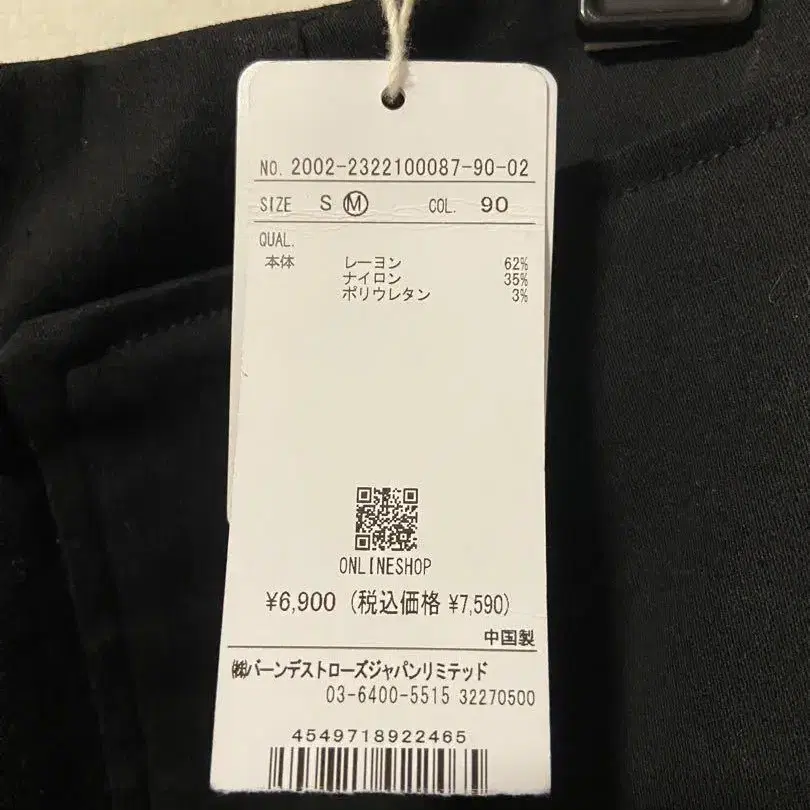 NO. 2002-2322100087-90-02
SIZE S M COL. 90
QUAL.
本体 レーヨン 62%
ナイロン 35%
ポリウレタン 3%
ONLINESHOP
¥6,900 (税込価格 ¥7,590)
中国製
㈱バーンデストローズジャパンリミテッド
03-6400-5515 32270500
4549718922465